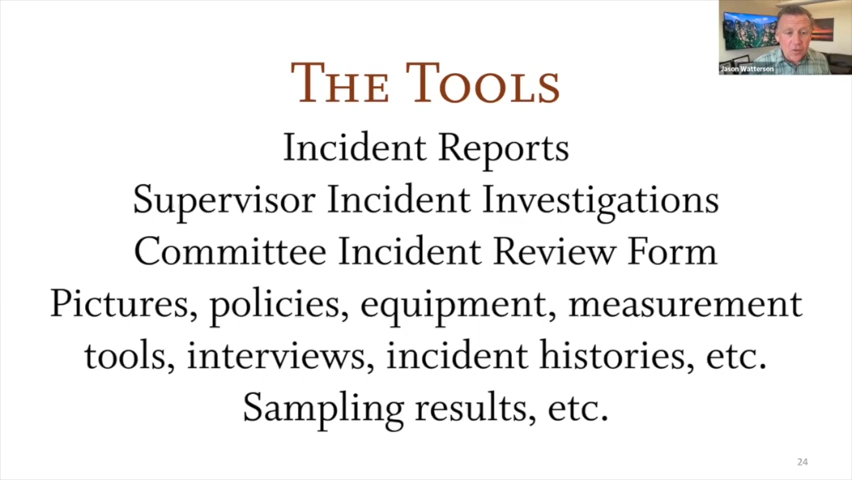 THE TOOLS
Incident Reports
Supervisor Incident Investigations
Committee Incident Review Form
Pictures, policies, equipment, measurement
tools, interviews, incident histories, etc.
Sampling results, etc.
Jason Watterson
24